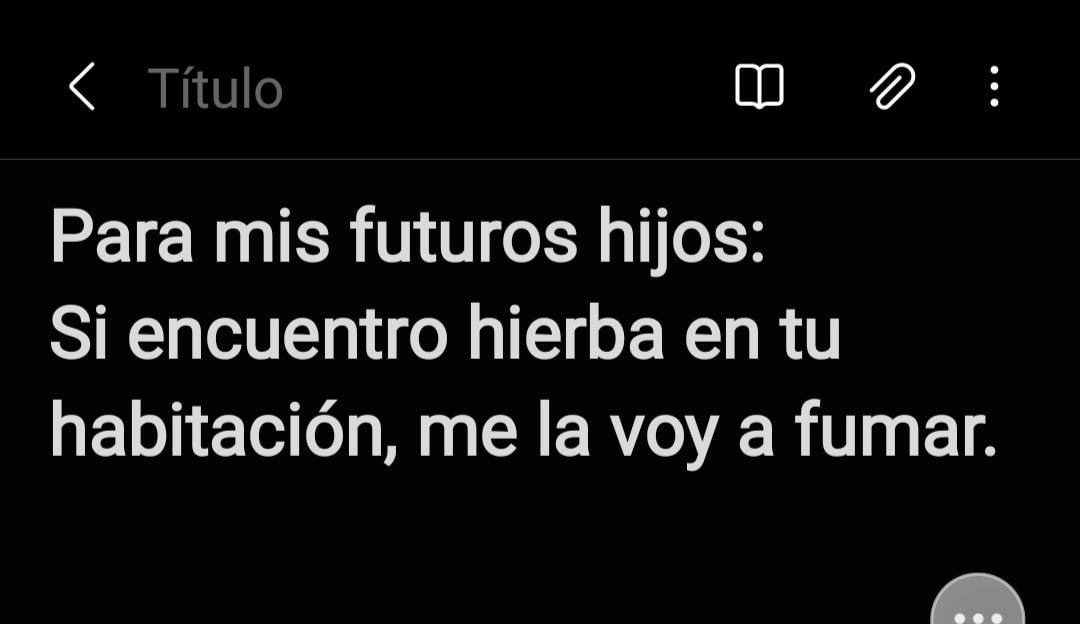 Título
Para mis futuros hijos:
Si encuentro hierba en tu
habitación, me la voy a fumar.